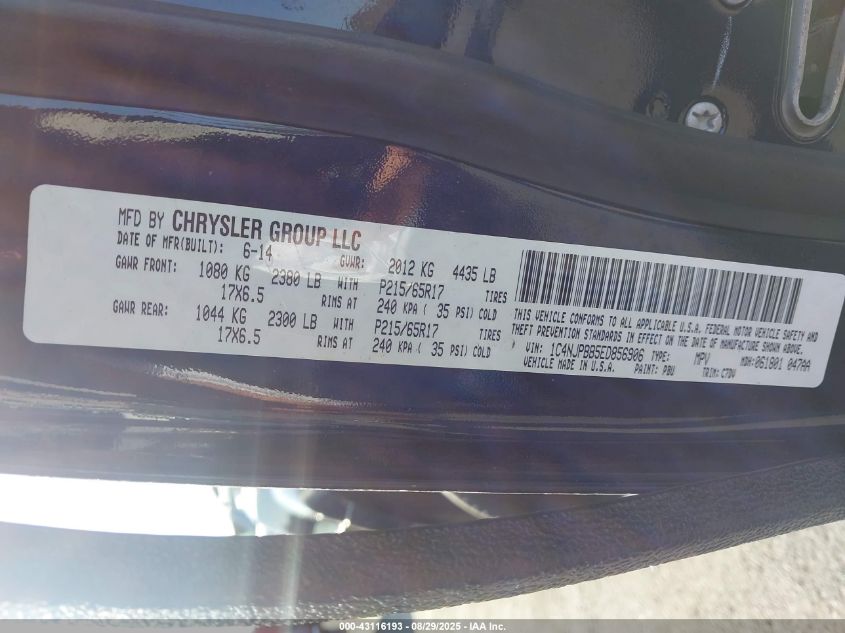 MFD BY CHRYSLER GROUP LLC
DATE OF MFR(BUILT): 6-14 GVWR: 2012 KG 4435 LB
GAWR FRONT: 1080 KG 2380 LB WITH P215/65R17 TIRES
17X6.5 RIMS AT 240 KPA ( 35 PSI) COLD
GAWR REAR: 1044 KG 2300 LB WITH P215/65R17 TIRES
17X6.5 RIMS AT 240 KPA ( 35 PSI) COLD
THIS VEHICLE CONFORMS TO ALL APPLICABLE U.S.A. FEDERAL MOTOR VEHICLE SAFETY AND
THEFT PREVENTION STANDARDS IN EFFECT ON THE DATE OF MANUFACTURE SHOWN ABOVE.
VIN: 1C4NJPBB5ED856906 TYPE: MPV MDH: 061801 047AA
VEHICLE MADE IN U.S.A. PAINT: PBU TRIM: C7DV
000-43116193 - 08/29/2025 - IAA Inc.